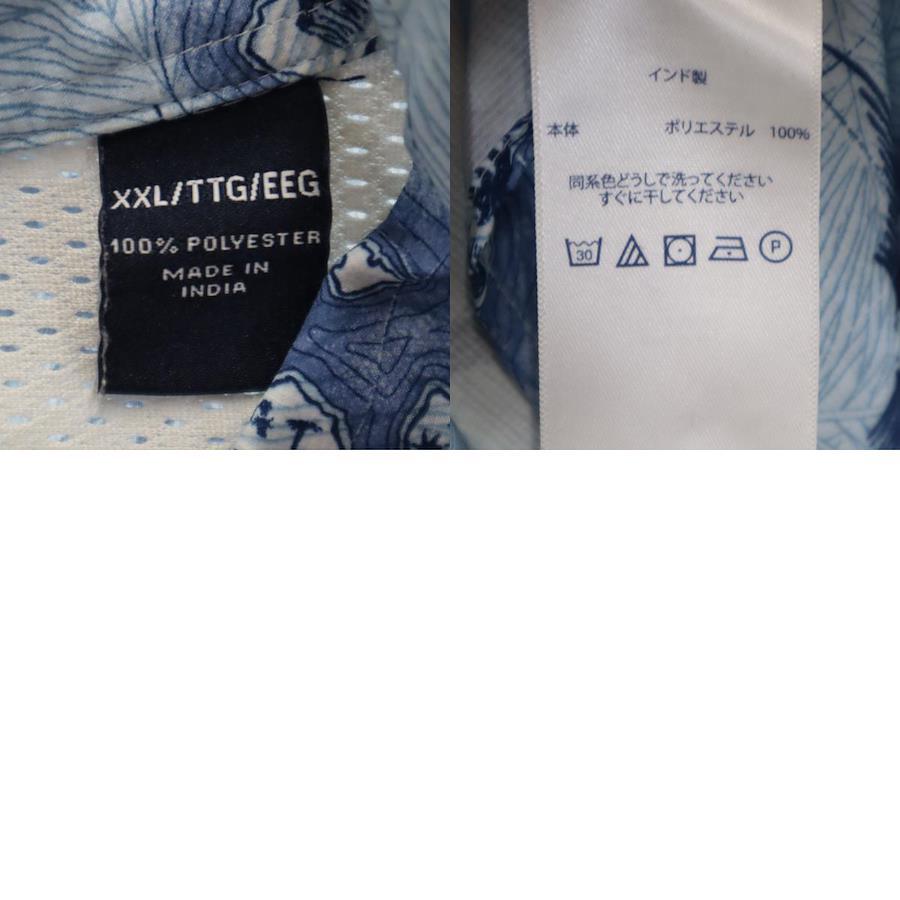 XXL/TTG/EEG
100% POLYESTER
MADE IN
INDIA
インド製
本体 ポリエステル 100%
同系色どうしで洗ってください
すぐに干してください
30
P